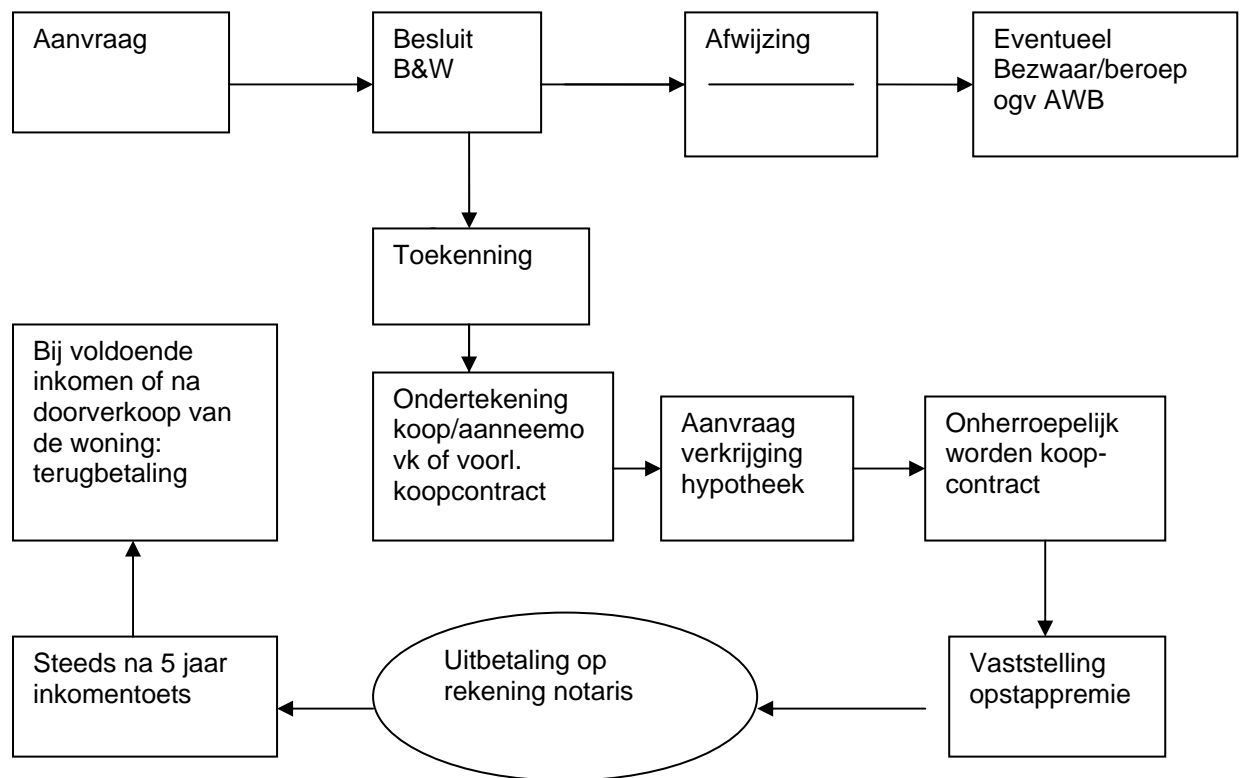 Aanvraag
Besluit
B&W
Afwijzing
Eventueel
Bezwaar/beroep
ogv AWB
Toekenning
Bij voldoende
inkomen of na
doorverkoop van
de woning:
terugbetaling
Ondertekening
koop/aanneemo
vk of voorl.
koopcontract
Aanvraag
verkrijging
hypotheek
Onherroepelijk
worden koop-
contract
Steeds na 5 jaar
inkomentoets
Uitbetaling op
rekening notaris
Vaststelling
opstappremie